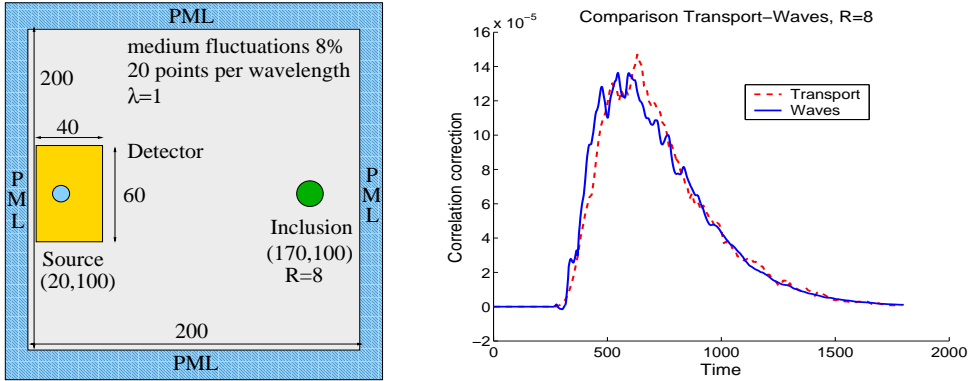 PML
medium fluctuations 8%
20 points per wavelength
λ=1
200
40
Detector
60
PML
PML
Source
(20,100)
Inclusion
(170,100)
R=8
200
PML
Comparison Transport−Waves, R=8
x 10⁻⁵
16
14
12
10
8
6
4
2
0
−2
Correlation correction
Transport
Waves
0
500
1000
1500
2000
Time